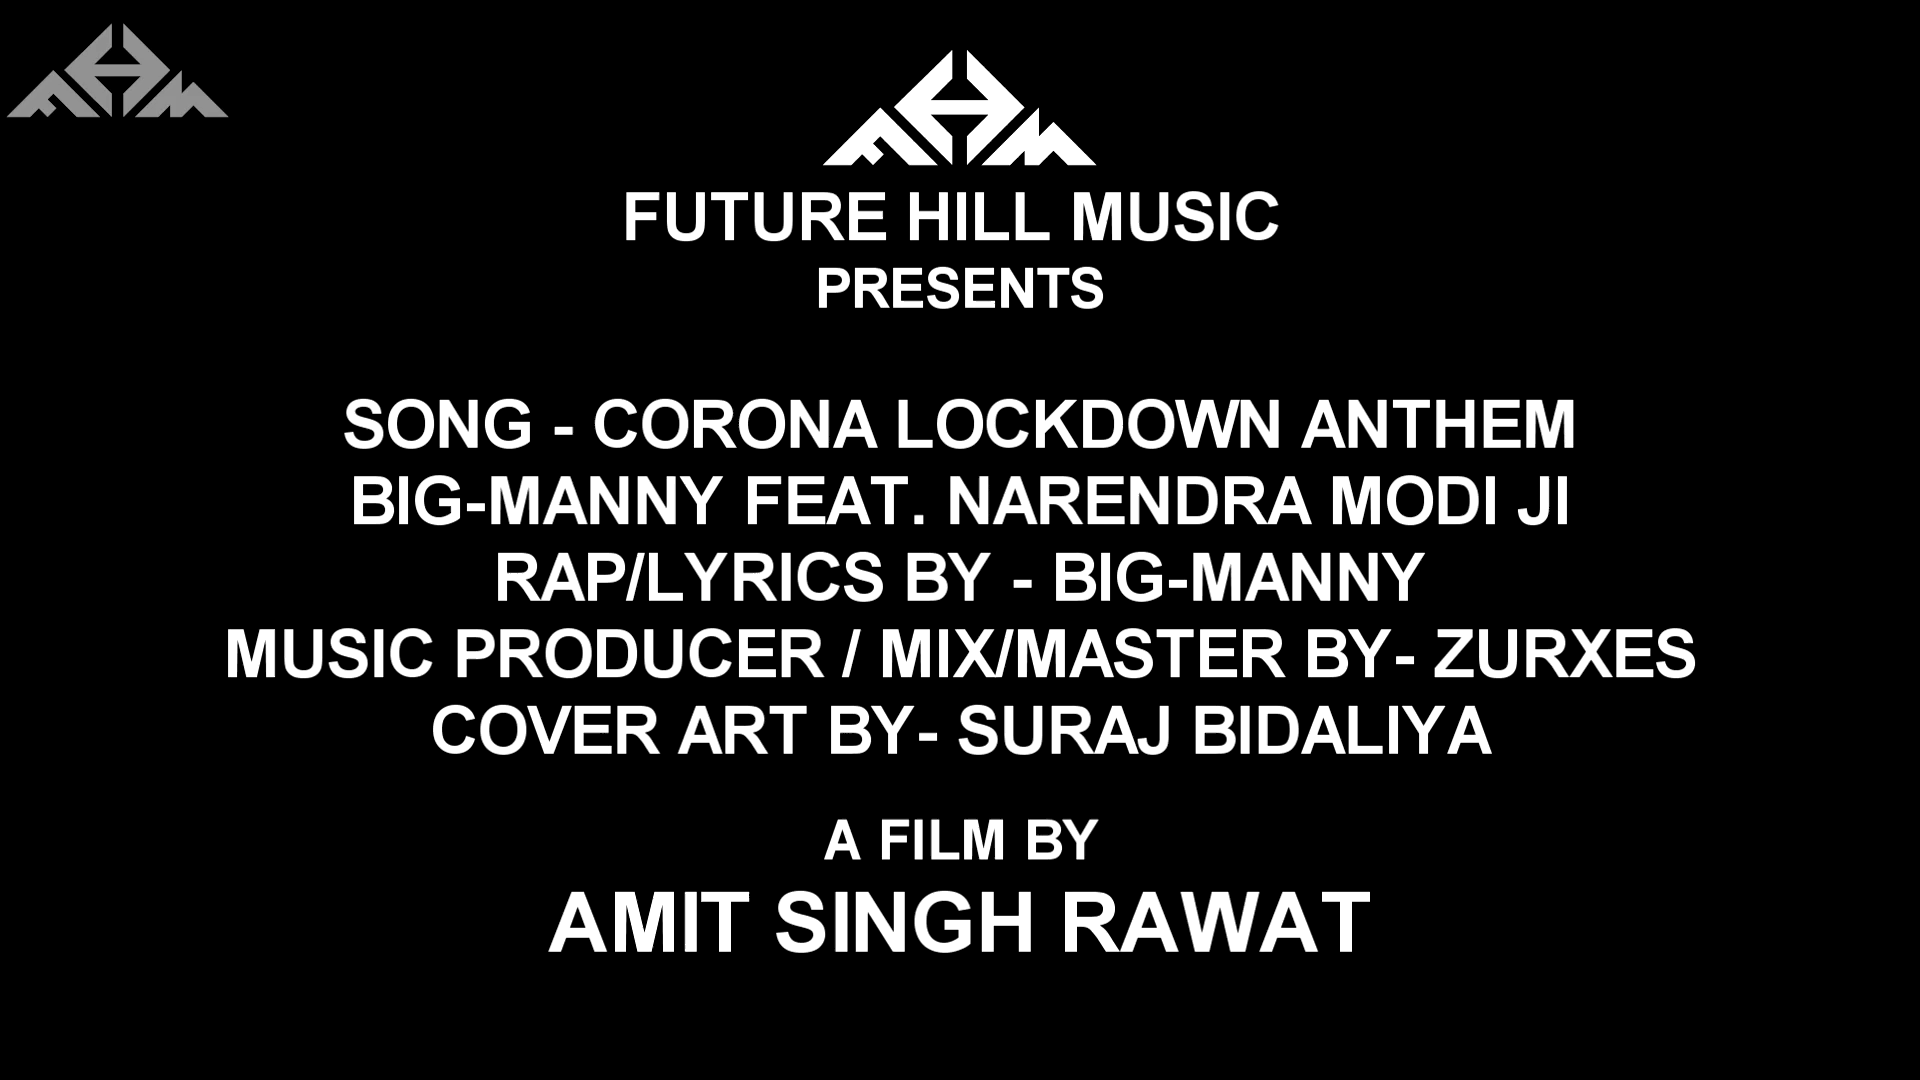 FUTURE HILL MUSIC
PRESENTS
SONG - CORONA LOCKDOWN ANTHEM
BIG-MANNY FEAT. NARENDRA MODI JI
RAP/LYRICS BY - BIG-MANNY
MUSIC PRODUCER / MIX/MASTER BY- ZURXES
COVER ART BY- SURAJ BIDALIYA
A FILM BY
AMIT SINGH RAWAT